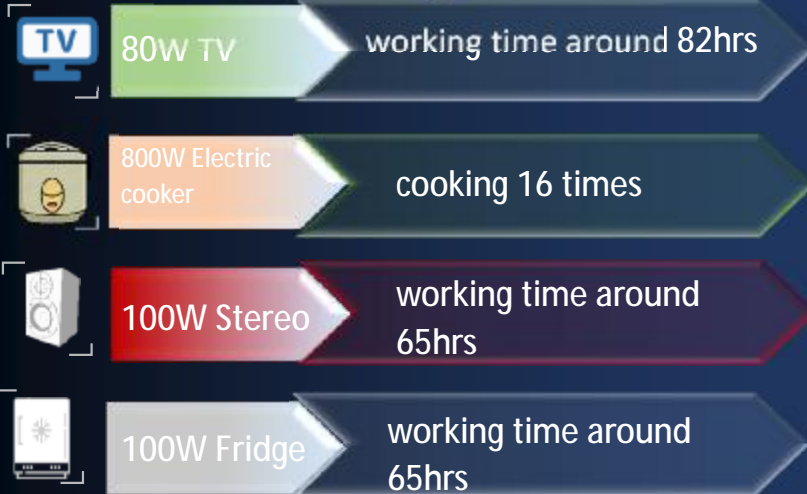 TV
80W TV
working time around 82hrs
800W Electric
cooker
cooking 16 times
100W Stereo
working time around
65hrs
100W Fridge
working time around
65hrs